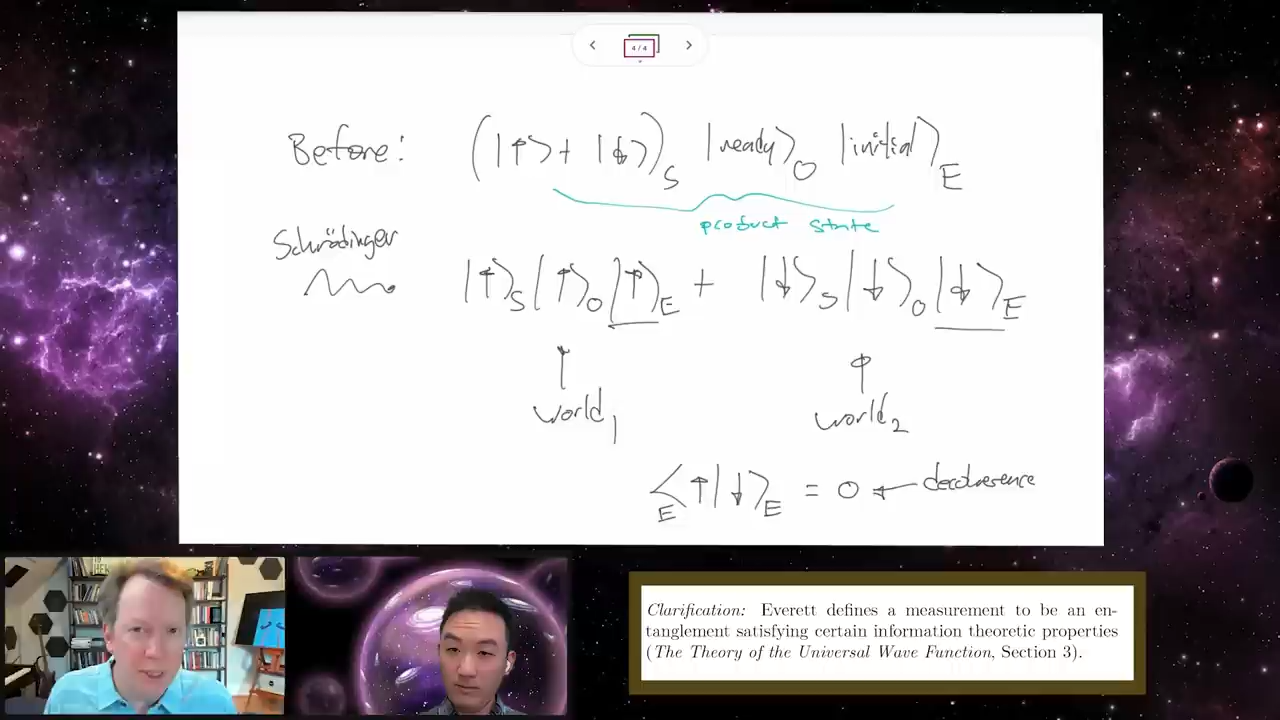 4 / 4
Before: (|↑> + |↓>)_S |ready>_O |initial>_E
product state
Schrödinger
|↑>_S |↑>_O |↑>_E + |↓>_S |↓>_O |↓>_E
world_1 world_2
_E<↑|↓>_E = 0 ← decoherence
Clarification: Everett defines a measurement to be an en-
tanglement satisfying certain information theoretic properties
(The Theory of the Universal Wave Function, Section 3).